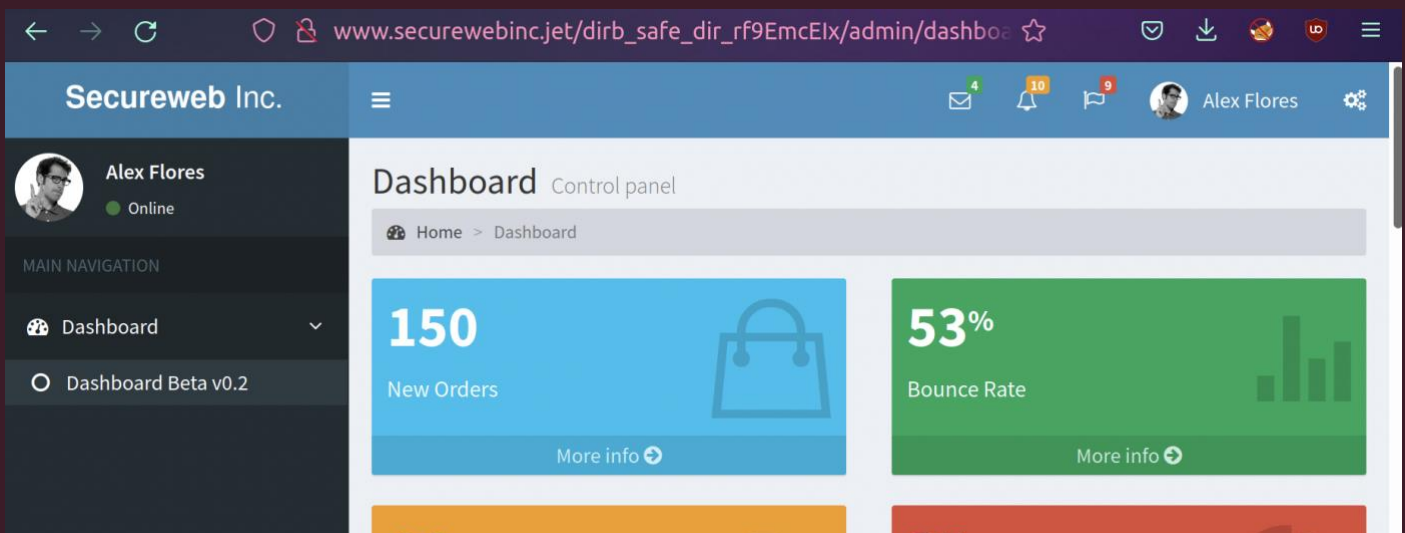 www.securewebinc.jet/dirb_safe_dir_rf9EmcEIx/admin/dashboa
Secureweb Inc.
4
10
9
Alex Flores
Alex Flores
Online
Dashboard Control panel
Home > Dashboard
MAIN NAVIGATION
Dashboard
Dashboard Beta v0.2
150
New Orders
More info
53%
Bounce Rate
More info